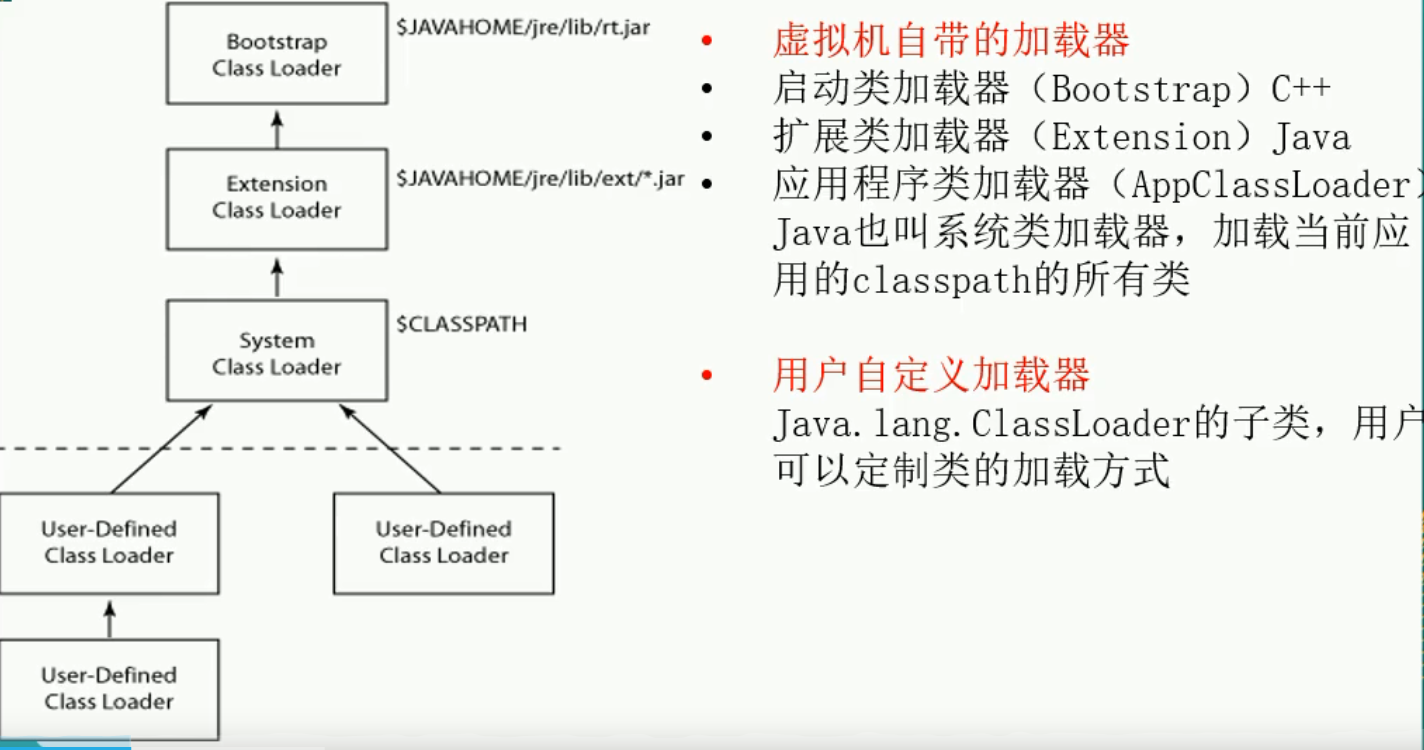 Bootstrap
Class Loader
$JAVAHOME/jre/lib/rt.jar
Extension
Class Loader
$JAVAHOME/jre/lib/ext/*.jar
System
Class Loader
$CLASSPATH
User-Defined
Class Loader
User-Defined
Class Loader
User-Defined
Class Loader
• 虚拟机自带的加载器
• 启动类加载器（Bootstrap）C++
• 扩展类加载器（Extension）Java
• 应用程序类加载器（AppClassLoader）
Java也叫系统类加载器，加载当前应
用的classpath的所有类
• 用户自定义加载器
Java.lang.ClassLoader的子类，用户
可以定制类的加载方式